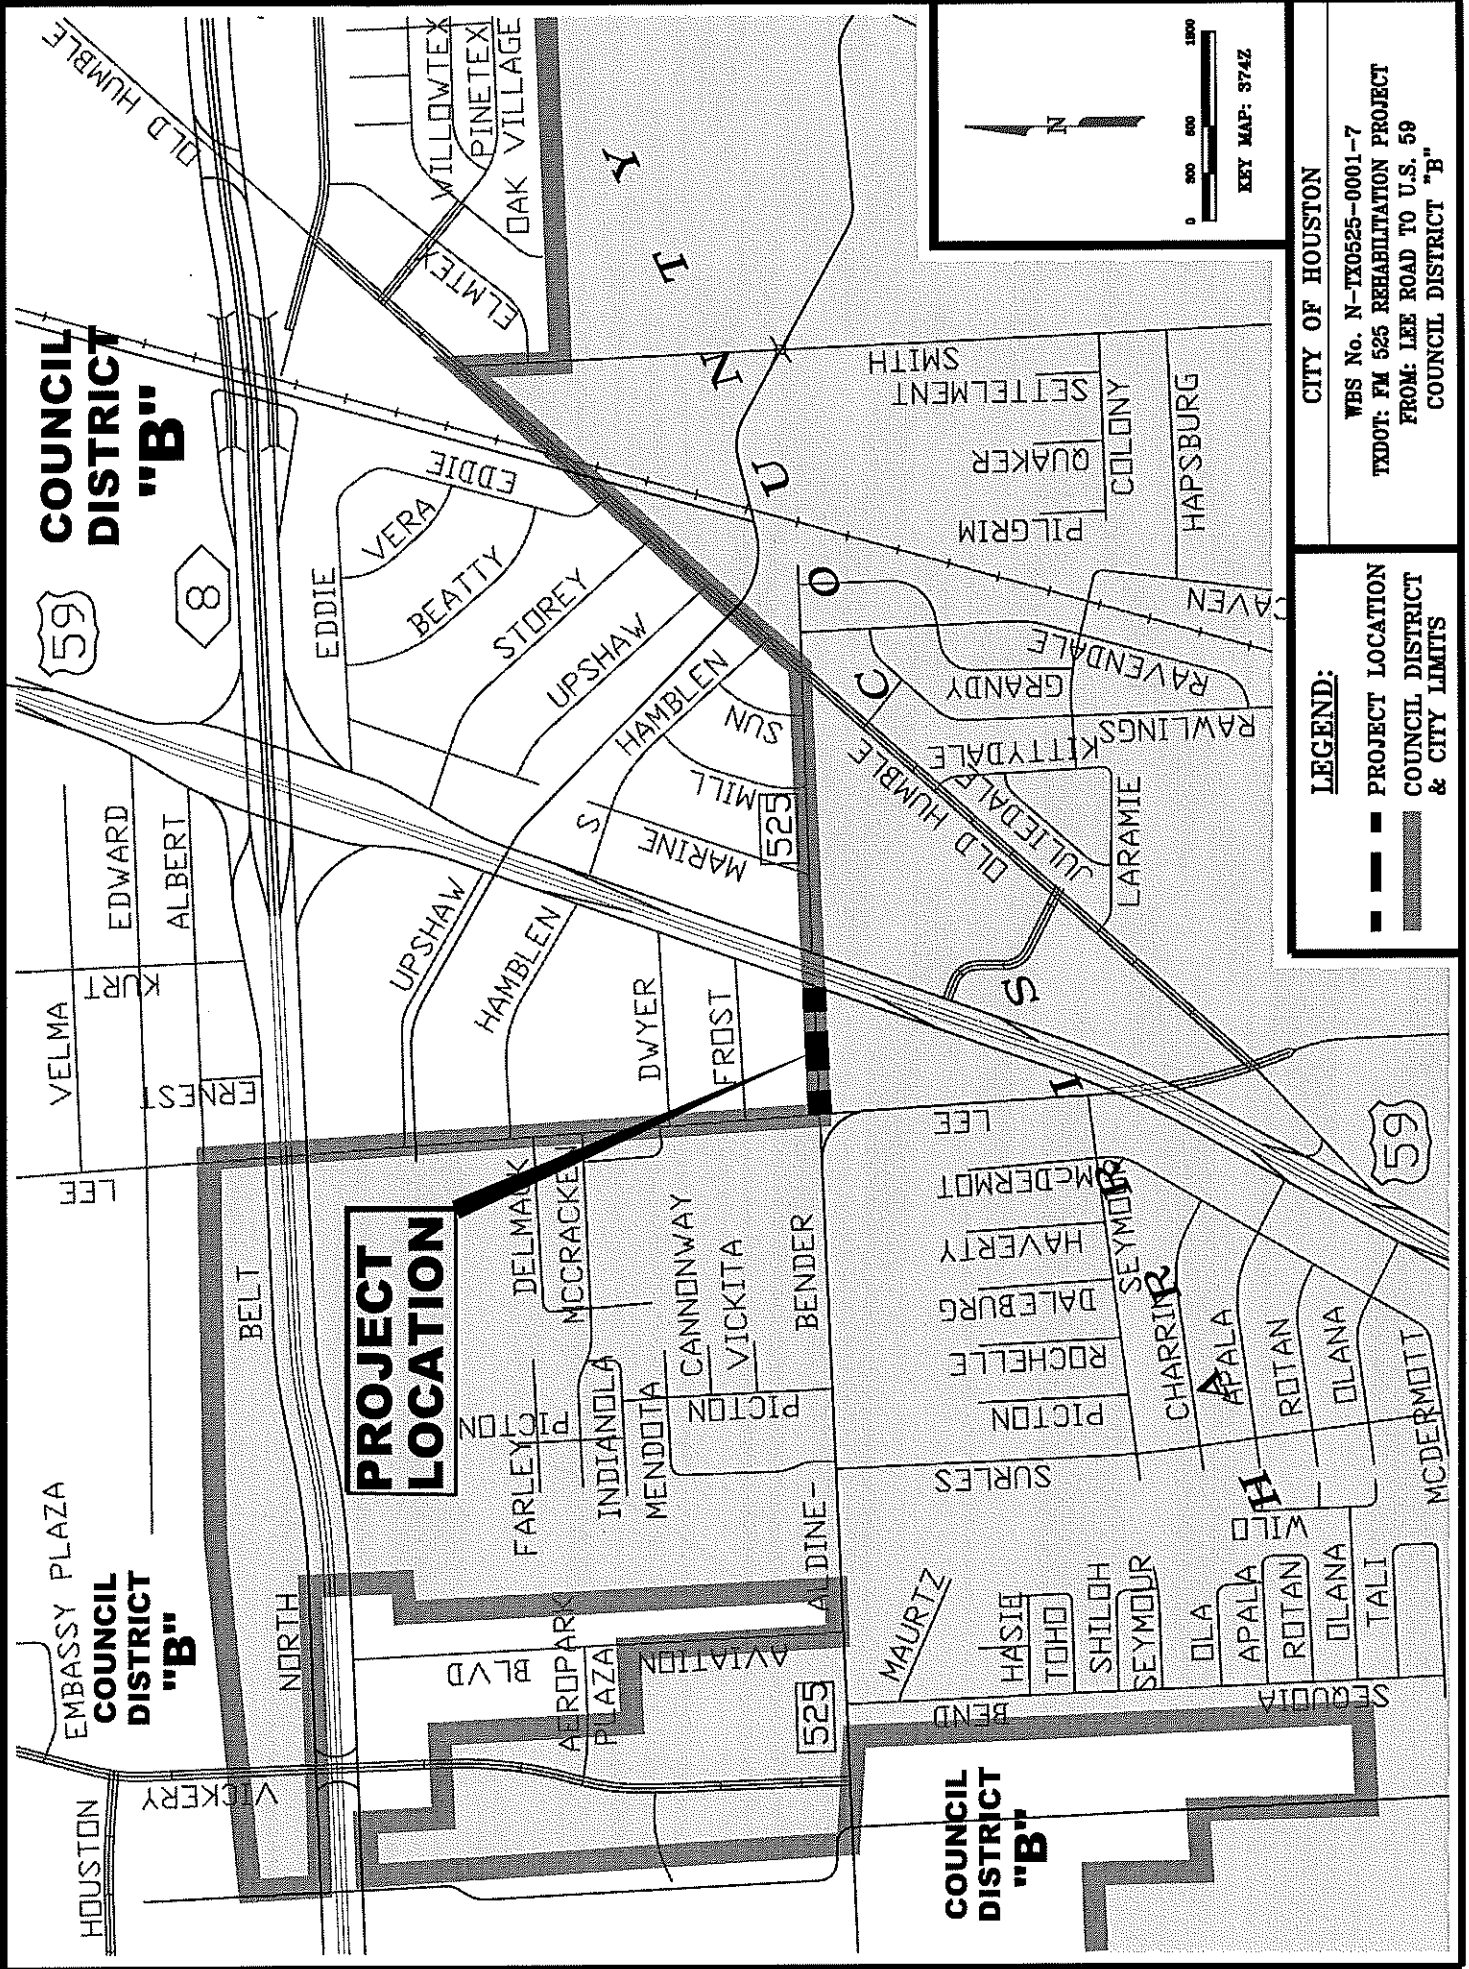 HOUSTON
EMBASSY PLAZA
COUNCIL
DISTRICT
"B"
VICKERY
NORTH
BELT
LEE
VELMA
KURT
ERNEST
EDWARD
ALBERT
59
8
COUNCIL
DISTRICT
"B"
OLD HUMBLE
WILLOWTEX
PINETEX
OAK VILLAGE
ELMTEX
EDDIE
EDDIE
VERA
BEATTY
STOREY
UPSHAW
HAMBLEN
SUN
MILL
S
MARINE
525
UPSHAW
HAMBLEN
DWYER
FROST
PROJECT
LOCATION
DELMACK
MCCRACKE
FARLEY
PICTON
INDIANOLA
MENDOTA
CANNONWAY
VICKITA
PICTON
BLVD
AEROPARK
PLAZA
AVIATION
525
ALDINE-
BENDER
COUNCIL
DISTRICT
"B"
BEND
SEQUOIA
MAURTZ
HASIE
TOHO
SHILOH
SEYMOUR
OLA
APALA
ROTAN
OLANA
TALI
WILD
SURLES
PICTON
ROCHELLE
DALEBURG
HAVERTY
McDERMOT
LEE
SEYMOUR
CHARRIN
APALA
ROTAN
OLANA
MCDERMOTT
59
HARRIS COUNTY
OLD HUMBLE
JULIEDALE
KITTYDALE
LARAMIE
RAWLINGS
GRANDY
RAVENDALE
CAVEN
PILGRIM
QUAKER
SETTELMENT
SMITH
COLONY
HAPSBURG
N
0 300 600 1800
KEY MAP: 374Z
LEGEND:
PROJECT LOCATION
COUNCIL DISTRICT
& CITY LIMITS
CITY OF HOUSTON
WBS No. N-TX0525-0001-7
TXDOT: FM 525 REHABILITATION PROJECT
FROM: LEE ROAD TO U.S. 59
COUNCIL DISTRICT "B"